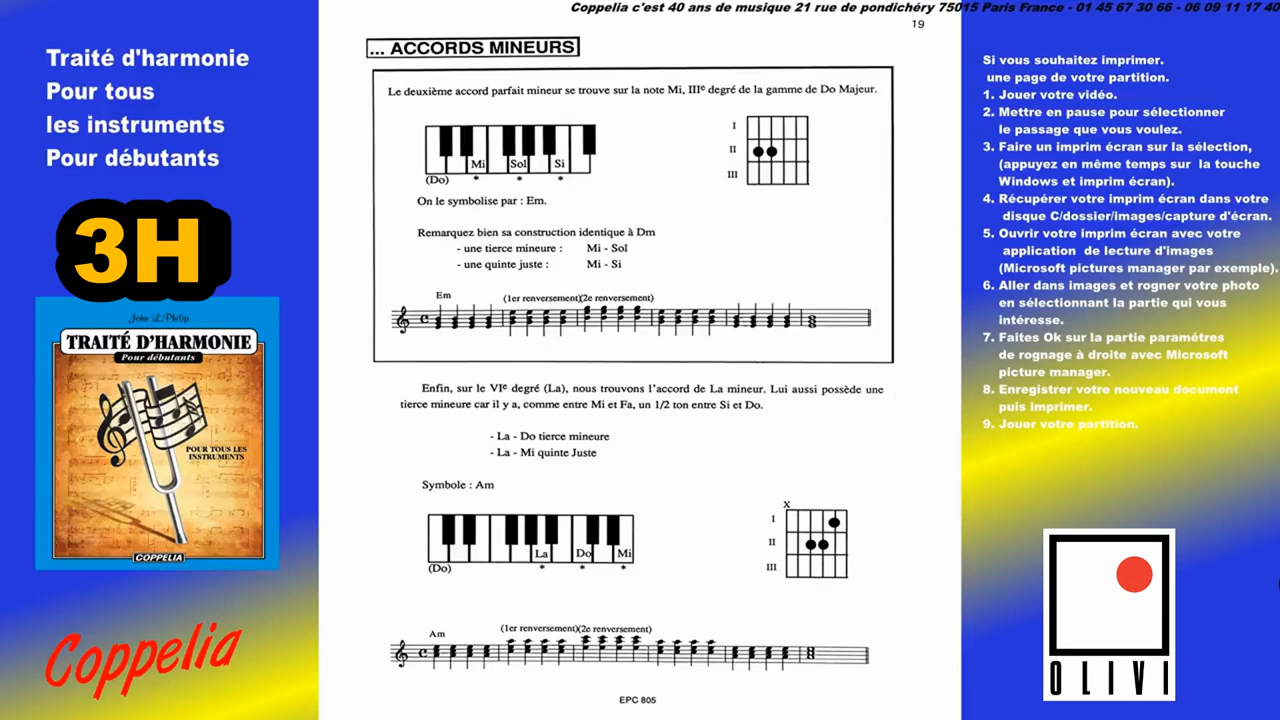 Coppelia c'est 40 ans de musique 21 rue de pondichéry 75015 Paris France - 01 45 67 30 66 - 06 09 11 17 40
Traité d'harmonie
Pour tous
les instruments
Pour débutants
3H
John L. Philip
TRAITÉ D'HARMONIE
Pour débutants
POUR TOUS LES
INSTRUMENTS
COPPELIA
Coppelia
19
... ACCORDS MINEURS
Le deuxième accord parfait mineur se trouve sur la note Mi, IIIe degré de la gamme de Do Majeur.
Mi Sol Si
(Do) * * *
I
II
III
On le symbolise par : Em.
Remarquez bien sa construction identique à Dm
- une tierce mineure : Mi - Sol
- une quinte juste : Mi - Si
Em (1er renversement)(2e renversement)
Enfin, sur le VIe degré (La), nous trouvons l'accord de La mineur. Lui aussi possède une
tierce mineure car il y a, comme entre Mi et Fa, un 1/2 ton entre Si et Do.
- La - Do tierce mineure
- La - Mi quinte Juste
Symbole : Am
La Do Mi
(Do) * * *
X
I
II
III
Am (1er renversement)(2e renversement)
EPC 805
Si vous souhaitez imprimer.
une page de votre partition.
1. Jouer votre vidéo.
2. Mettre en pause pour sélectionner
le passage que vous voulez.
3. Faire un imprim écran sur la sélection,
(appuyez en même temps sur la touche
Windows et imprim écran).
4. Récupérer votre imprim écran dans votre
disque C/dossier/images/capture d'écran.
5. Ouvrir votre imprim écran avec votre
application de lecture d'images
(Microsoft pictures manager par exemple).
6. Aller dans images et rogner votre photo
en sélectionnant la partie qui vous
intéresse.
7. Faites Ok sur la partie paramétres
de rognage à droite avec Microsoft
picture manager.
8. Enregistrer votre nouveau document
puis imprimer.
9. Jouer votre partition.
OLIVI